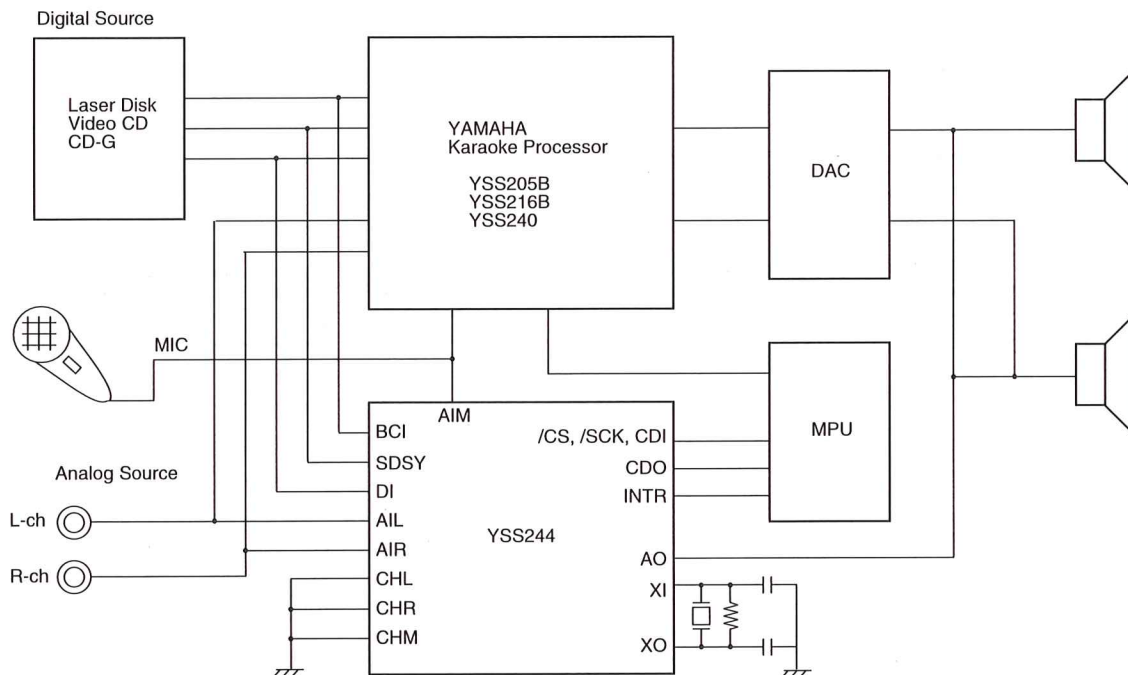 Digital Source
Laser Disk
Video CD
CD-G
YAMAHA
Karaoke Processor
YSS205B
YSS216B
YSS240
DAC
MIC
AIM
MPU
BCI
SDSY
DI
AIL
AIR
CHL
CHR
CHM
/CS, /SCK, CDI
CDO
INTR
YSS244
AO
XI
XO
Analog Source
L-ch
R-ch